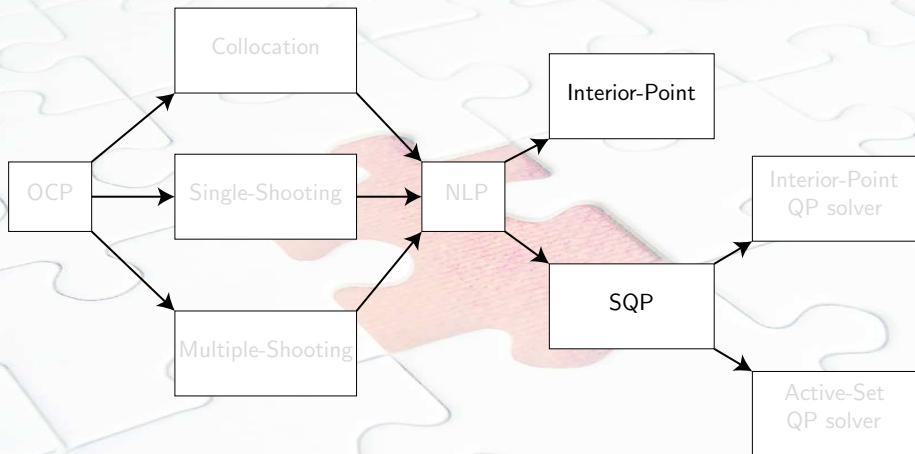 Collocation
Interior-Point
OCP
Single-Shooting
NLP
Interior-Point
QP solver
SQP
Multiple-Shooting
Active-Set
QP solver